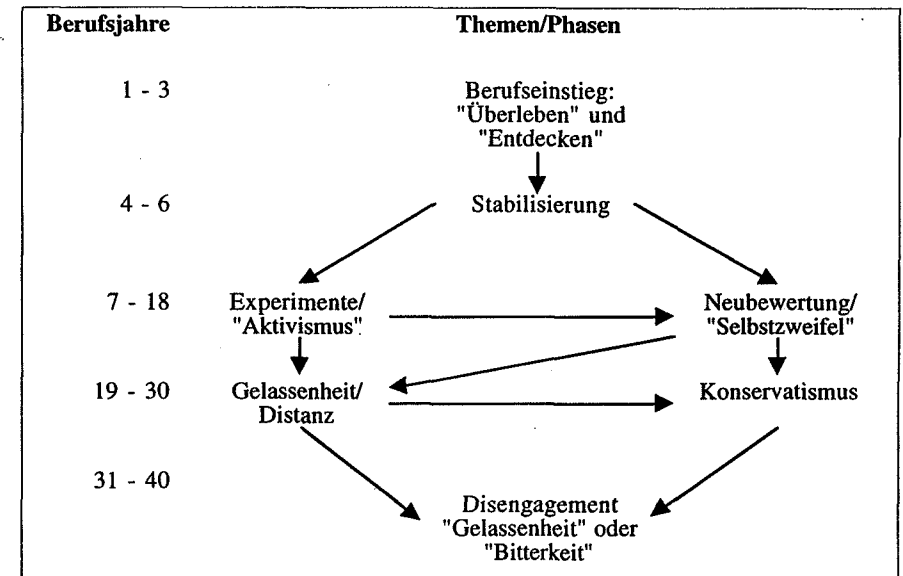 Berufsjahre Themen/Phasen
1 - 3 Berufseinstieg:
"Überleben" und
"Entdecken"
4 - 6 Stabilisierung
7 - 18 Experimente/ Neubewertung/
"Aktivismus" "Selbstzweifel"
19 - 30 Gelassenheit/ Konservatismus
Distanz
31 - 40
Disengagement
"Gelassenheit" oder
"Bitterkeit"